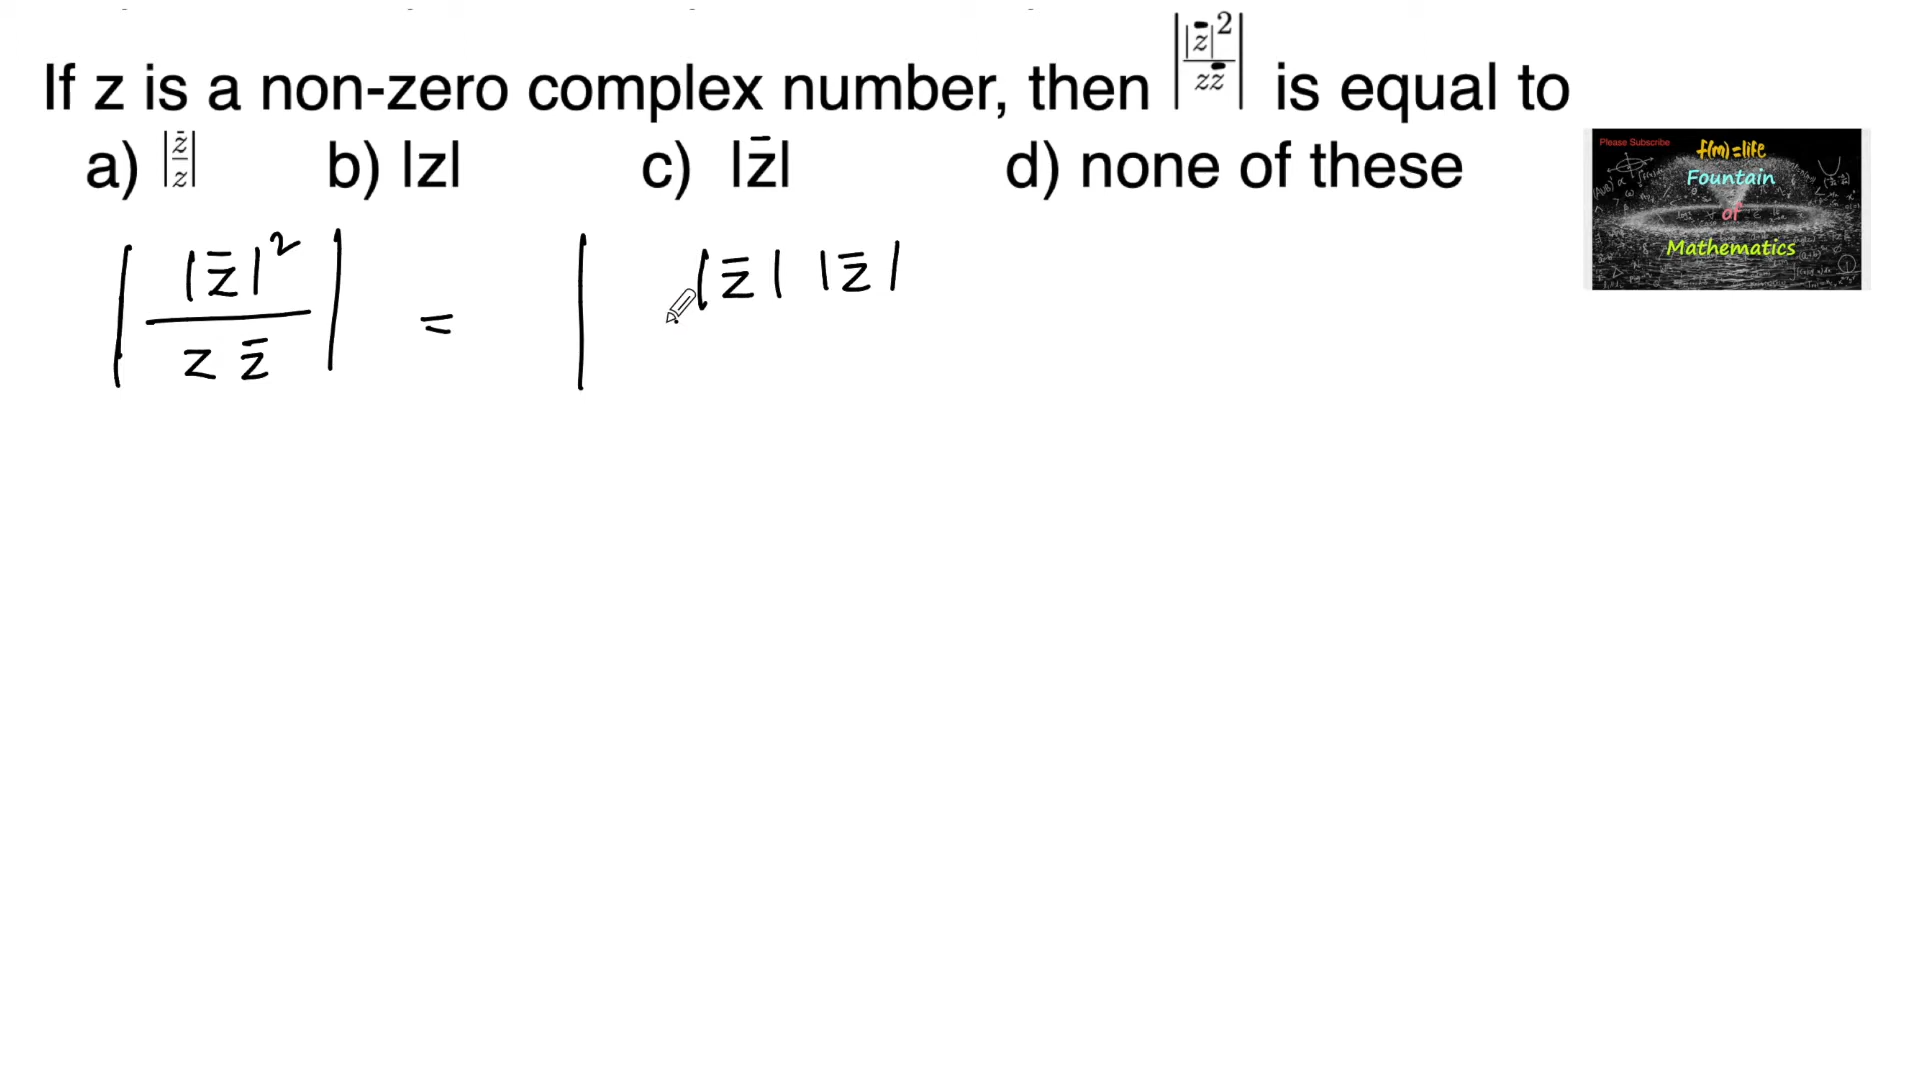 If z is a non-zero complex number, then | |z̄|² / zz̄ | is equal to
a) |z̄/z| b) |z| c) |z̄| d) none of these
Please Subscribe
f(m)=life
Fountain
of
Mathematics
| |z̄|² / z z̄ | = | |z̄| |z̄|